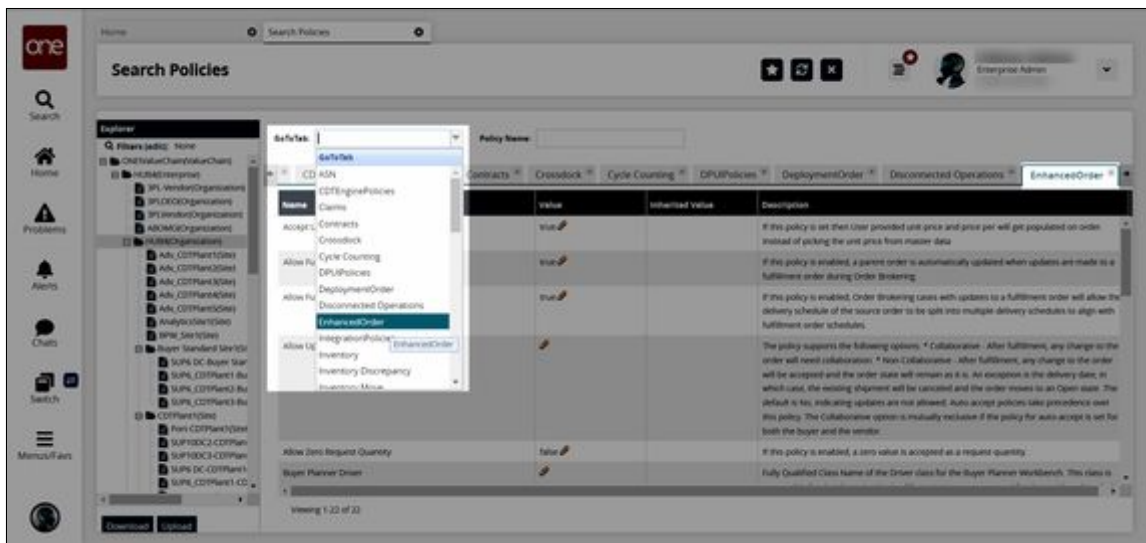 one
Home
Search Policies
Search Policies
Enterprise Admin
Search
Home
Problems
Alerts
Chats
Switch
Menus/Favs
Explorer
Filters (edit): None
ONEValueChain(ValueChain)
HUB4(Enterprise)
3PL-Vendor(Organization)
3PLOEG(Organization)
3PLVendor(Organization)
ABOMG(Organization)
HUB4(Organization)
Adv_CDTPlant1(Site)
Adv_CDTPlant2(Site)
Adv_CDTPlant3(Site)
Adv_CDTPlant4(Site)
Adv_CDTPlant5(Site)
AnalyticsSite1(Site)
BPW_Site1(Site)
Buyer Standard Site1(Si
SUP6 DC-Buyer Star
SUP6_CDTPlant1-Bu
SUP6_CDTPlant2-Bu
SUP6_CDTPlant3-Bu
CDTPlant1(Site)
Fori-CDTPlant1(Site)
SUP10DC2-CDTPlan
SUP10DC3-CDTPlan
SUP6 DC-CDTPlant1
SUP6_CDTPlant1-CD
Download Upload
GoToTab:
Policy Name:
GoToTab
ASN
CDTEnginePolicies
Claims
Contracts
Crossdock
Cycle Counting
DPUIPolicies
DeploymentOrder
Disconnected Operations
EnhancedOrder
IntegrationPolicies
EnhancedOrder
Inventory
Inventory Discrepancy
Inventory Move
CD
Contracts
Crossdock
Cycle Counting
DPUIPolicies
DeploymentOrder
Disconnected Operations
EnhancedOrder
Name Value Inherited Value Description
Accept true If this policy is set then User provided unit price and price per will get populated on order
instead of picking the unit price from master data
Allow true If this policy is enabled, a parent order is automatically updated when updates are made to a
fulfillment order during Order Brokering.
Allow true If this policy is enabled, Order Brokering cases with updates to a fulfillment order will allow the
delivery schedule of the source order to be split into multiple delivery schedules to align with
fulfillment order schedules.
Allow Up The policy supports the following options. * Collaborative - After fulfillment, any change to the
order will need collaboration. * Non Collaborative - After fulfillment, any change to the order
will be accepted and the order state will remain as it is. An exception is the delivery date, in
which case, the existing shipment will be canceled and the order moves to an Open state. The
default is No, indicating updates are not allowed. Auto accept policies take precedence over
this policy. The Collaborative option is mutually exclusive if the policy for auto-accept is set for
both the buyer and the vendor.
Allow Zero Request Quantity false If this policy is enabled, a zero value is accepted as a request quantity.
Buyer Planner Driver Fully Qualified Class Name of the Driver class for the Buyer Planner Workbench. This class is
Viewing 1-22 of 22